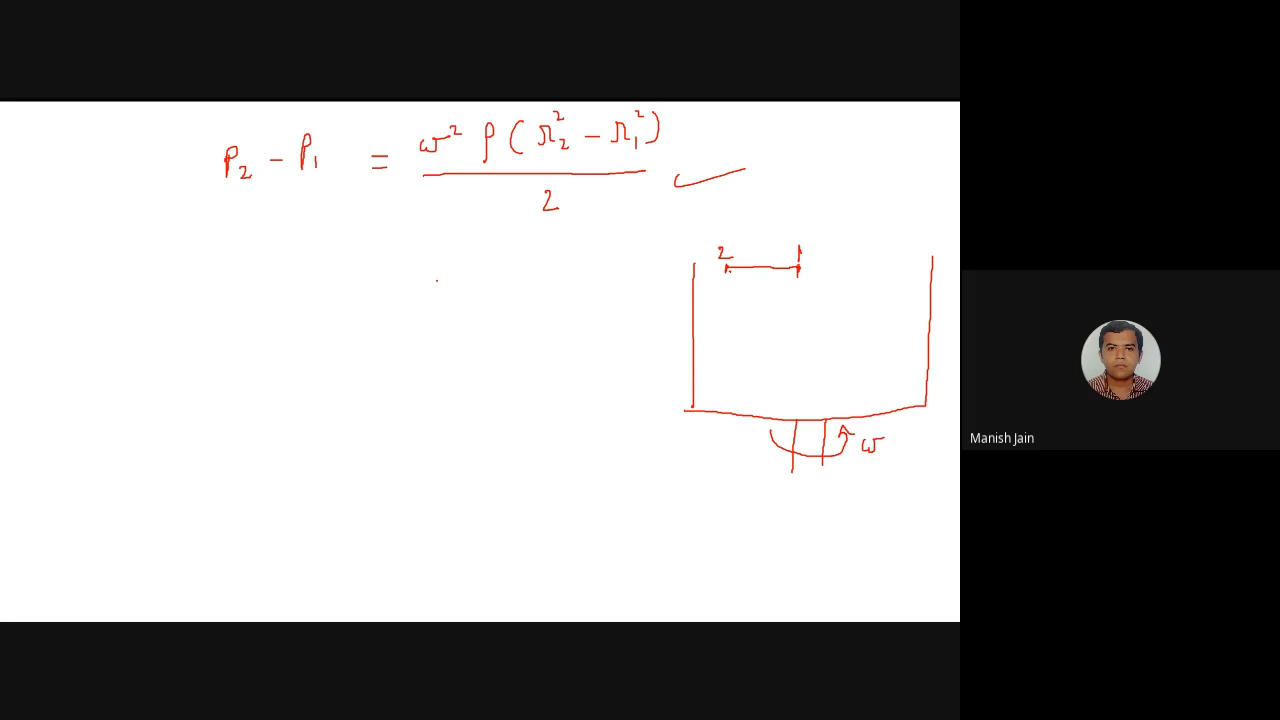 P₂ - P₁ = ω² ρ (r₂² - r₁²)
2
2 1
ω
Manish Jain